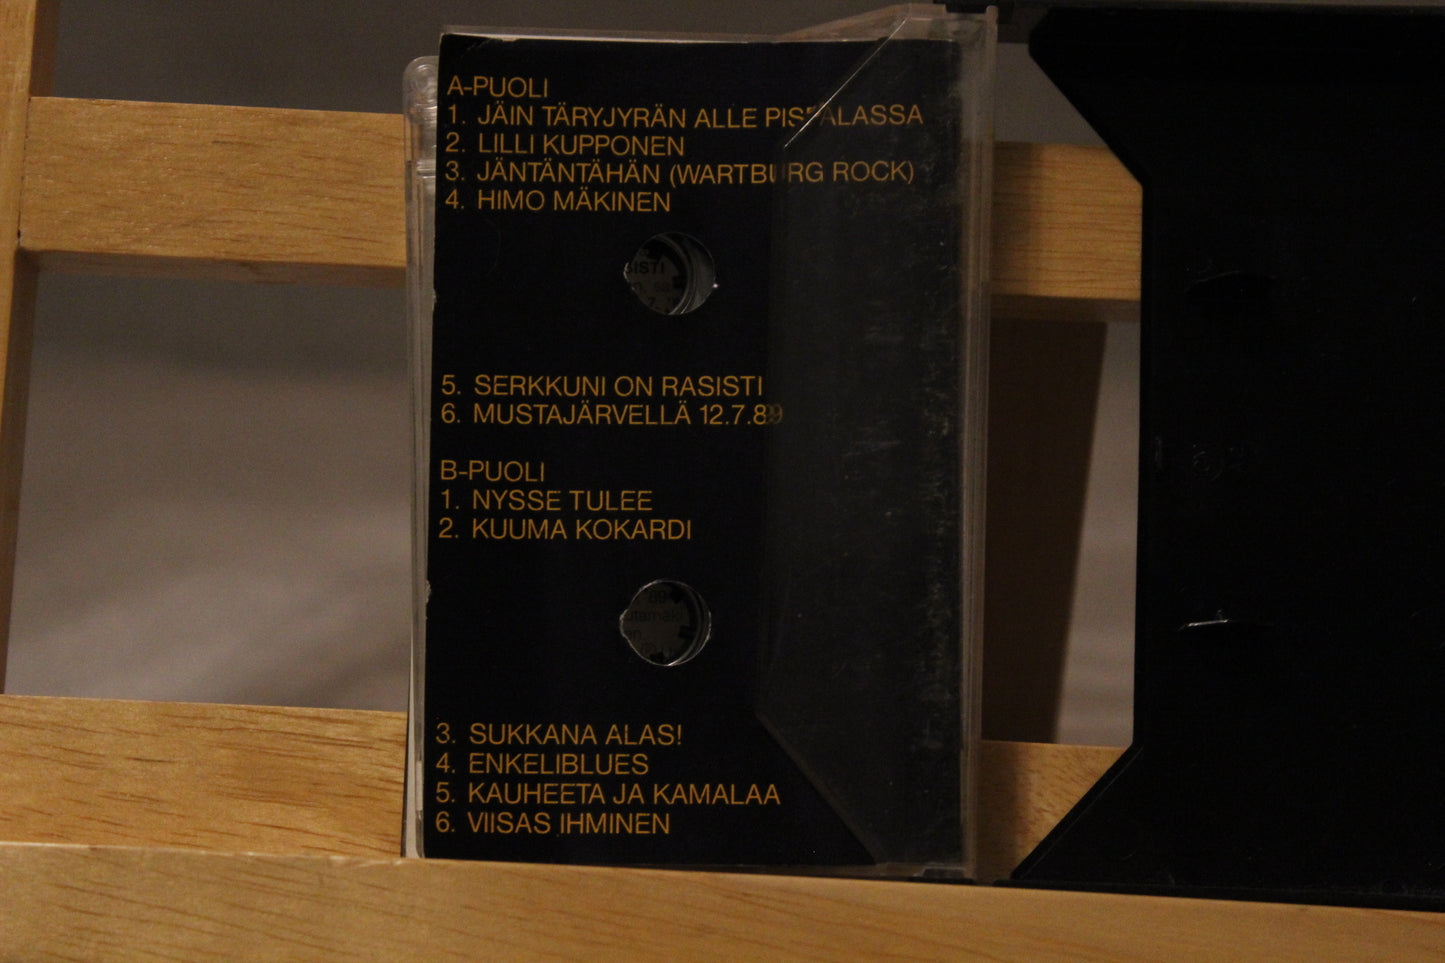 A-PUOLI
1. JÄIN TÄRYJYRÄN ALLE PISPALASSA
2. LILLI KUPPONEN
3. JÄNTÄNTÄHÄN (WARTBURG ROCK)
4. HIMO MÄKINEN
5. SERKKUNI ON RASISTI
6. MUSTAJÄRVELLÄ 12.7.89
B-PUOLI
1. NYSSE TULEE
2. KUUMA KOKARDI
89
3. SUKKANA ALAS!
4. ENKELIBLUES
5. KAUHEETA JA KAMALAA
6. VIISAS IHMINEN